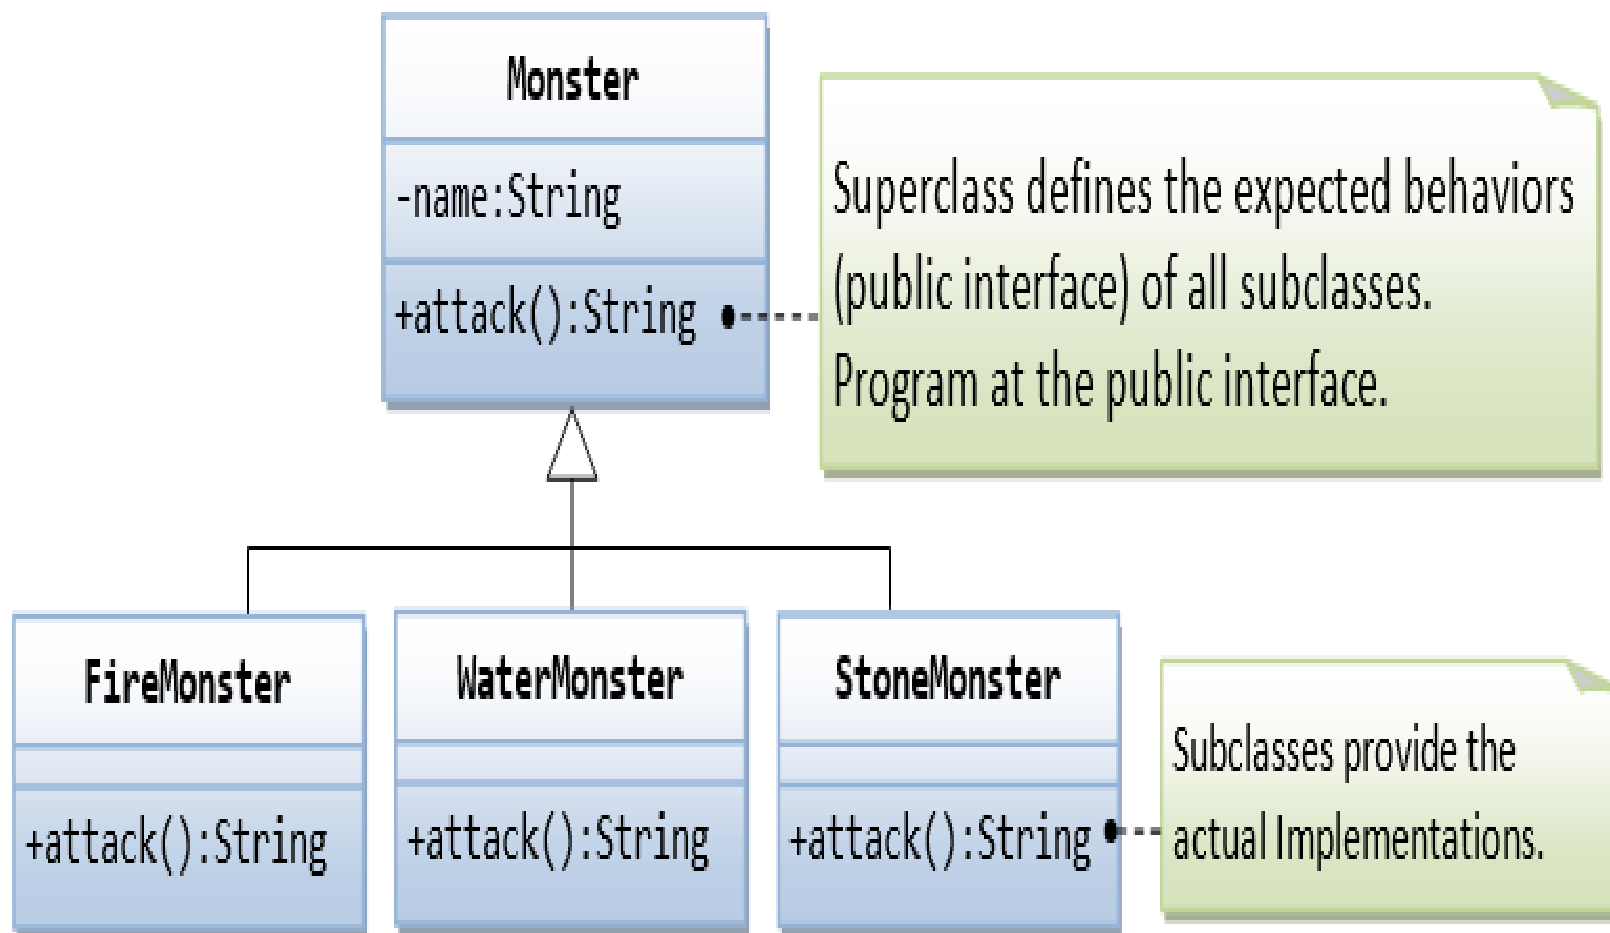 Monster
-name:String
+attack():String
Superclass defines the expected behaviors
(public interface) of all subclasses.
Program at the public interface.
FireMonster
+attack():String
WaterMonster
+attack():String
StoneMonster
+attack():String
Subclasses provide the
actual Implementations.